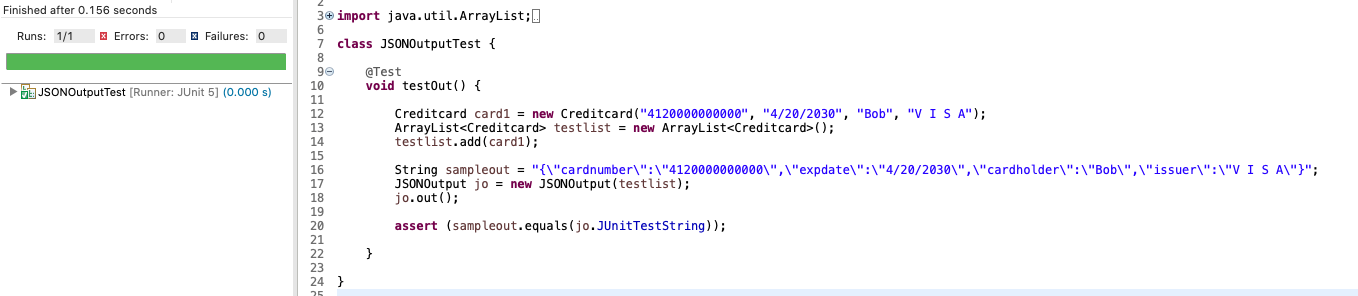 Finished after 0.156 seconds
Runs: 1/1 Errors: 0 Failures: 0
JSONOutputTest [Runner: JUnit 5] (0.000 s)
2
3 import java.util.ArrayList;
6
7 class JSONOutputTest {
8
9 @Test
10 void testOut() {
11
12 Creditcard card1 = new Creditcard("4120000000000", "4/20/2030", "Bob", "V I S A");
13 ArrayList<Creditcard> testlist = new ArrayList<Creditcard>();
14 testlist.add(card1);
15
16 String sampleout = "{\"cardnumber\":\"4120000000000\",\"expdate\":\"4/20/2030\",\"cardholder\":\"Bob\",\"issuer\":\"V I S A\"}";
17 JSONOutput jo = new JSONOutput(testlist);
18 jo.out();
19
20 assert (sampleout.equals(jo.JUnitTestString));
21
22 }
23
24 }
25